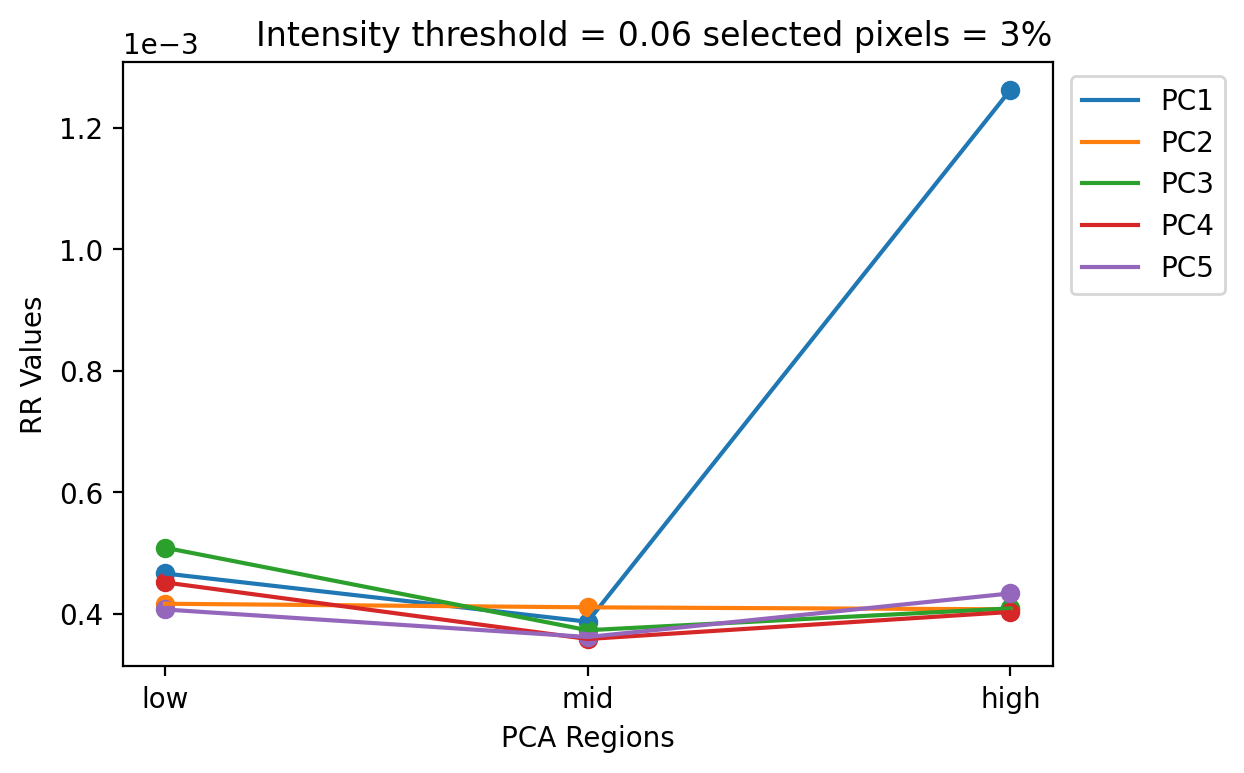 Intensity threshold = 0.06 selected pixels = 3%
1e−3
1.2
1.0
0.8
0.6
0.4
RR Values
low mid high
PCA Regions
PC1
PC2
PC3
PC4
PC5